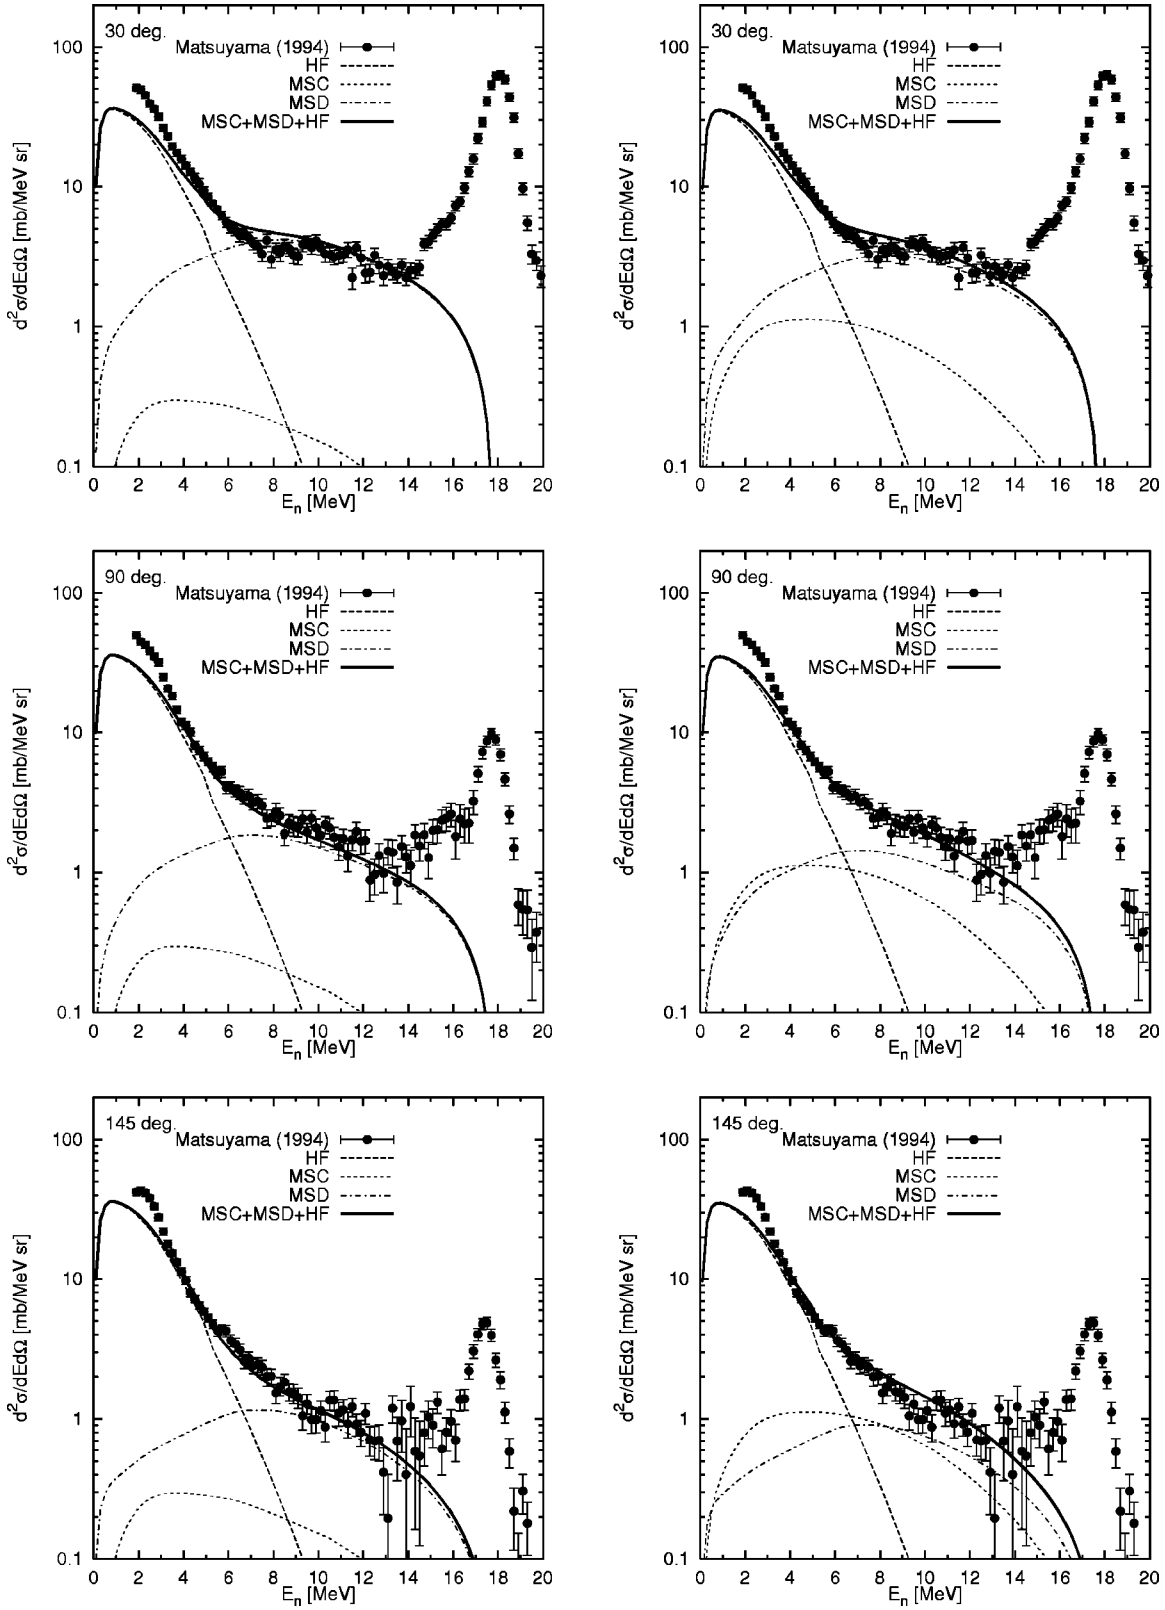 30 deg.
Matsuyama (1994)
HF
MSC
MSD
MSC+MSD+HF
100
10
1
0.1
d²σ/dEdΩ [mb/MeV sr]
0 2 4 6 8 10 12 14 16 18 20
Eₙ [MeV]
30 deg.
Matsuyama (1994)
HF
MSC
MSD
MSC+MSD+HF
100
10
1
0.1
d²σ/dEdΩ [mb/MeV sr]
0 2 4 6 8 10 12 14 16 18 20
Eₙ [MeV]
90 deg.
Matsuyama (1994)
HF
MSC
MSD
MSC+MSD+HF
100
10
1
0.1
d²σ/dEdΩ [mb/MeV sr]
0 2 4 6 8 10 12 14 16 18 20
Eₙ [MeV]
90 deg.
Matsuyama (1994)
HF
MSC
MSD
MSC+MSD+HF
100
10
1
0.1
d²σ/dEdΩ [mb/MeV sr]
0 2 4 6 8 10 12 14 16 18 20
Eₙ [MeV]
145 deg.
Matsuyama (1994)
HF
MSC
MSD
MSC+MSD+HF
100
10
1
0.1
d²σ/dEdΩ [mb/MeV sr]
0 2 4 6 8 10 12 14 16 18 20
Eₙ [MeV]
145 deg.
Matsuyama (1994)
HF
MSC
MSD
MSC+MSD+HF
100
10
1
0.1
d²σ/dEdΩ [mb/MeV sr]
0 2 4 6 8 10 12 14 16 18 20
Eₙ [MeV]